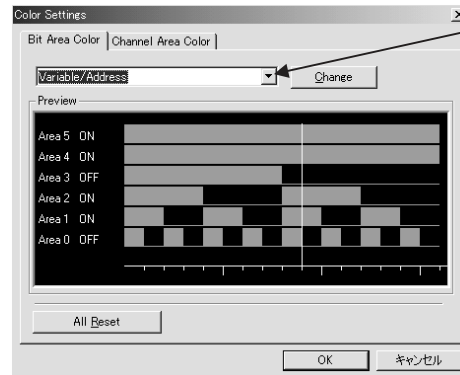 Color Settings
Bit Area Color Channel Area Color
Variable/Address Change
Preview
Area 5 ON
Area 4 ON
Area 3 OFF
Area 2 ON
Area 1 ON
Area 0 OFF
All Reset
OK キャンセル